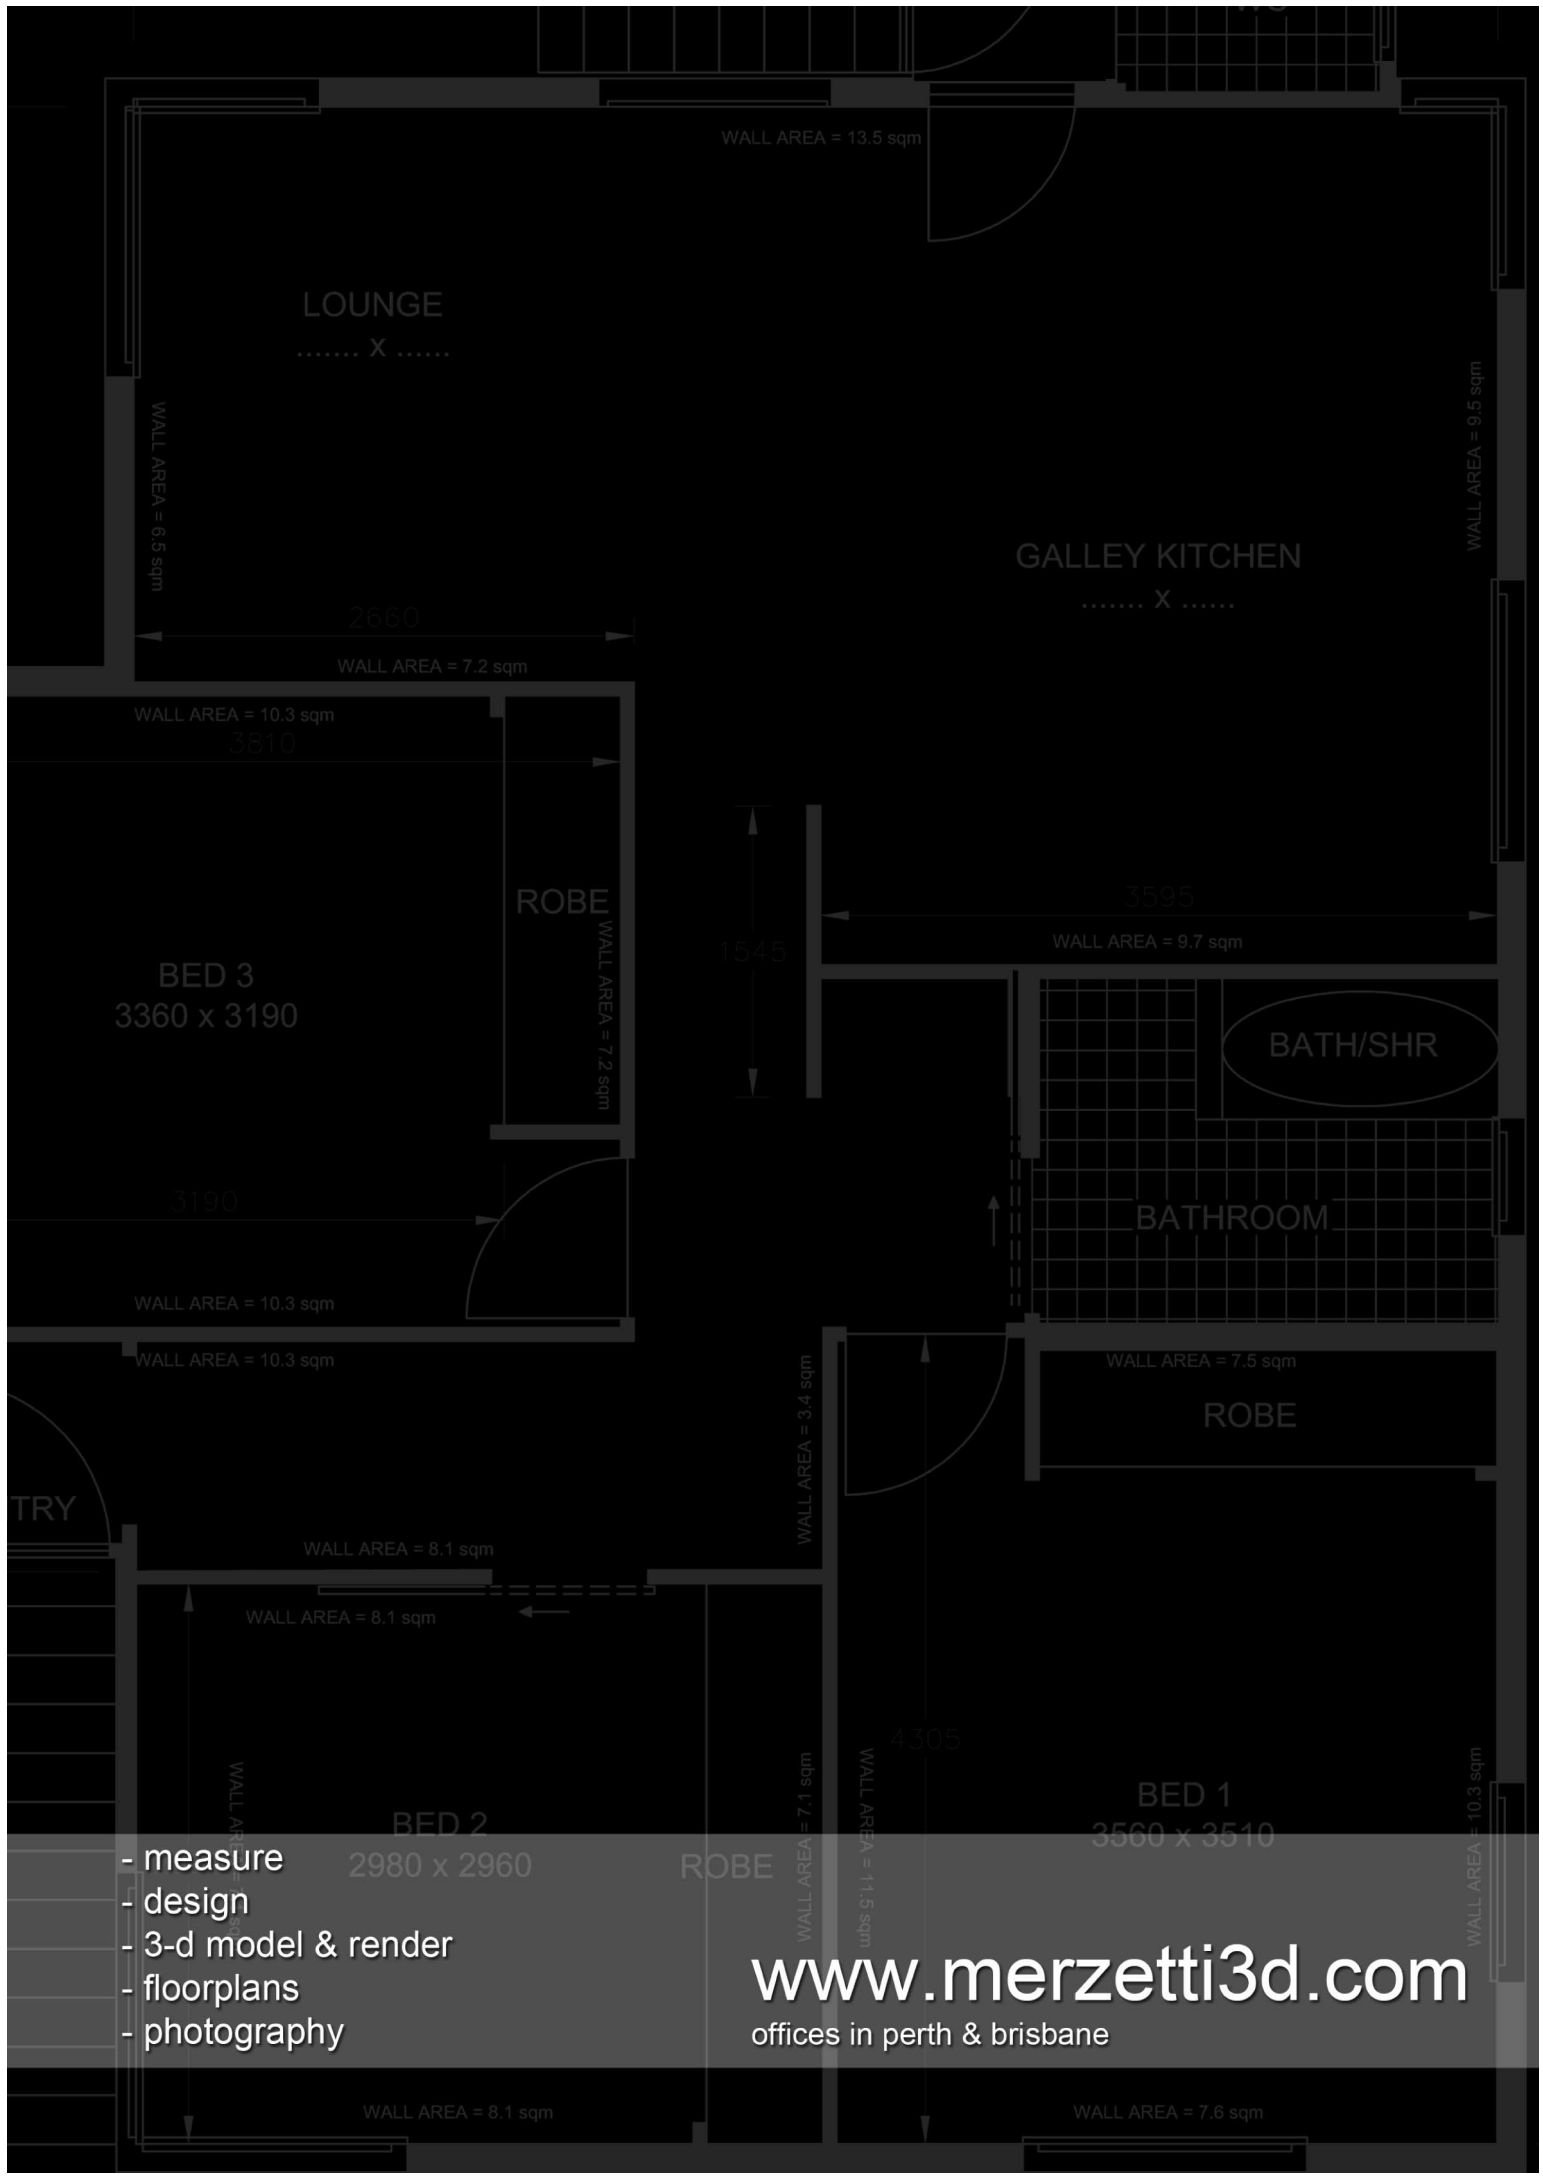 WALL AREA = 13.5 sqm
LOUNGE
....... x ......
WALL AREA = 9.5 sqm
WALL AREA = 6.5 sqm
GALLEY KITCHEN
....... x ......
2660
WALL AREA = 7.2 sqm
WALL AREA = 10.3 sqm
3810
ROBE
3595
WALL AREA = 9.7 sqm
1545
WALL AREA = 7.2 sqm
BED 3
3360 x 3190
BATH/SHR
3190
BATHROOM
WALL AREA = 10.3 sqm
WALL AREA = 10.3 sqm
WALL AREA = 7.5 sqm
ROBE
WALL AREA = 3.4 sqm
TRY
WALL AREA = 8.1 sqm
WALL AREA = 8.1 sqm
4305
BED 1
3560 x 3510
BED 2
2980 x 2960
ROBE
WALL AREA = 7.1 sqm
WALL AREA = 11.5 sqm
WALL AREA = 10.3 sqm
WALL AREA =
- measure
- design
- 3-d model & render
- floorplans
- photography
www.merzetti3d.com
offices in perth & brisbane
WALL AREA = 8.1 sqm
WALL AREA = 7.6 sqm